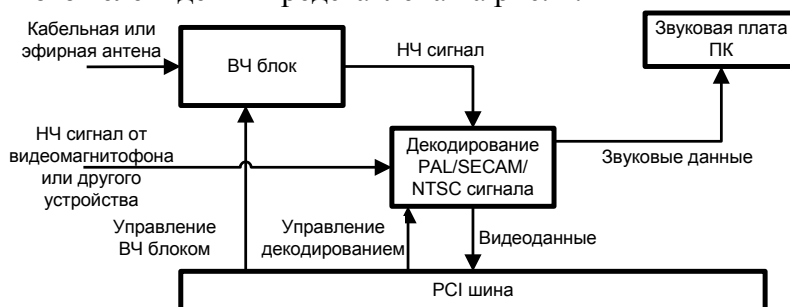 Кабельная или
эфирная антена
ВЧ блок
НЧ сигнал
Звуковая плата
ПК
НЧ сигнал от
видеомагнитофона
или другого
устройства
Декодирование
PAL/SECAM/
NTSC сигнала
Звуковые данные
Управление
ВЧ блоком
Управление
декодированием
Видеоданные
PCI шина